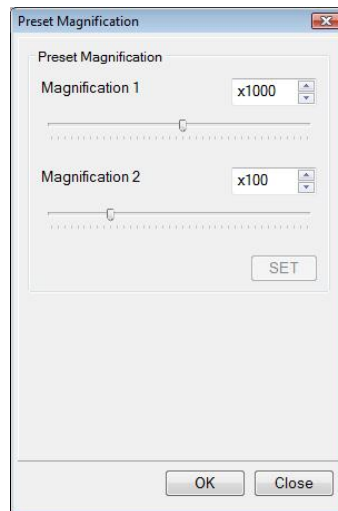 Preset Magnification
Preset Magnification
Magnification 1
x1000
Magnification 2
x100
SET
OK
Close